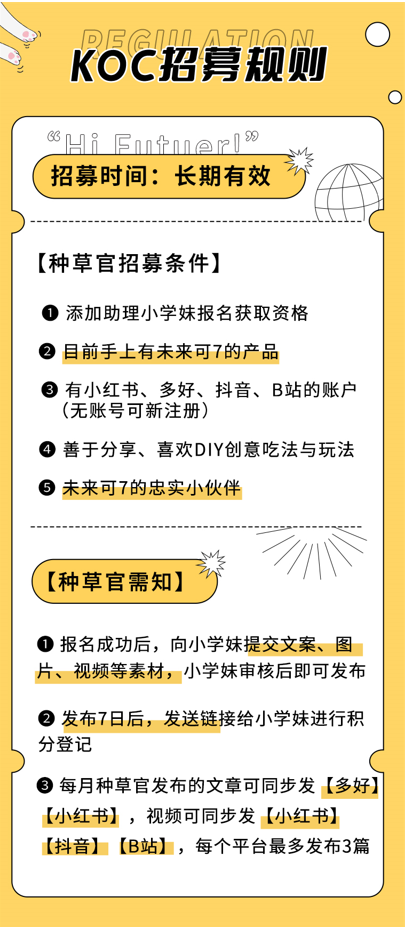 REGULATION
KOC招募规则
“Hi Futuer!”
招募时间：长期有效
【种草官招募条件】
❶ 添加助理小学妹报名获取资格
❷ 目前手上有未来可7的产品
❸ 有小红书、多好、抖音、B站的账户
（无账号可新注册）
❹ 善于分享、喜欢DIY创意吃法与玩法
❺ 未来可7的忠实小伙伴
【种草官需知】
❶ 报名成功后，向小学妹提交文案、图
片、视频等素材，小学妹审核后即可发布
❷ 发布7日后，发送链接给小学妹进行积
分登记
❸ 每月种草官发布的文章可同步发【多好】
【小红书】，视频可同步发【小红书】
【抖音】【B站】，每个平台最多发布3篇